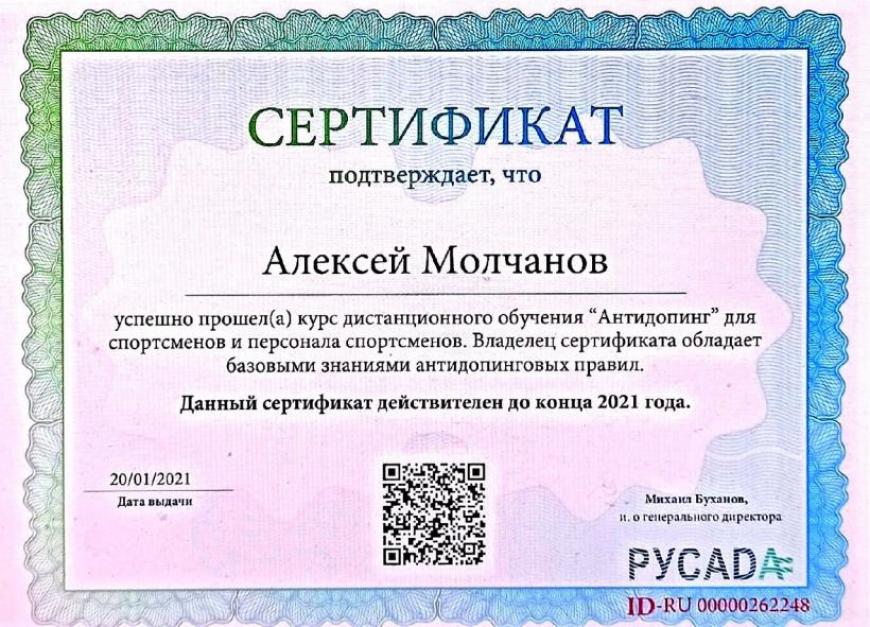 СЕРТИФИКАТ
подтверждает, что
Алексей Молчанов
успешно прошел(а) курс дистанционного обучения “Антидопинг” для
спортсменов и персонала спортсменов. Владелец сертификата обладает
базовыми знаниями антидопинговых правил.
Данный сертификат действителен до конца 2021 года.
20/01/2021
Дата выдачи
Михаил Буханов,
и. о генерального директора
РУСАDA
ID-RU 00000262248